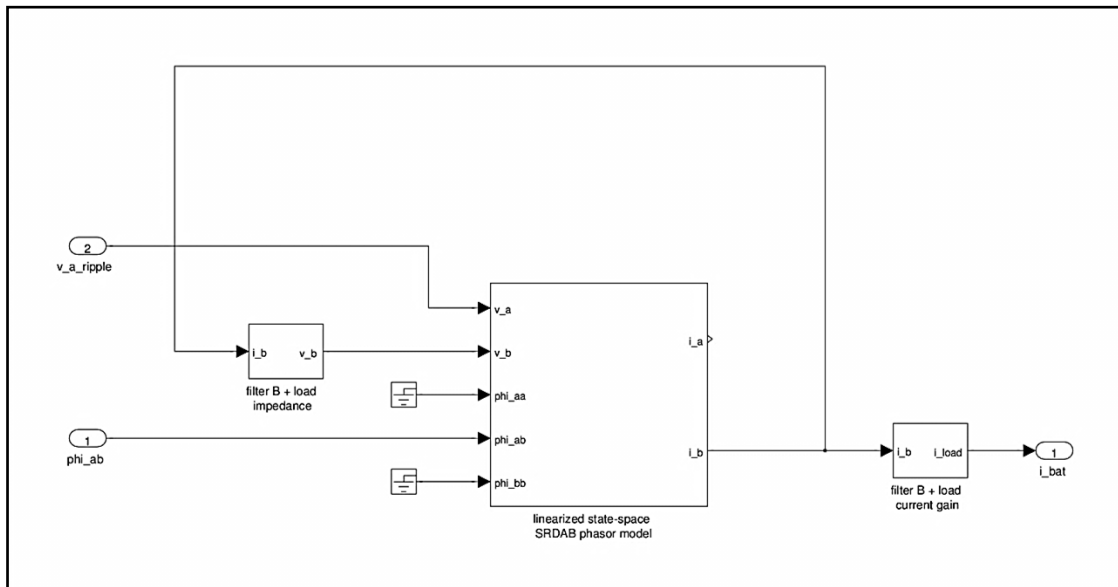 2
v_a_ripple
v_a
i_a
i_b
v_b
v_b
filter B + load
impedance
phi_aa
1
phi_ab
phi_ab
i_b
i_b
i_load
1
i_bat
phi_bb
filter B + load
current gain
linearized state-space
SRDAB phasor model